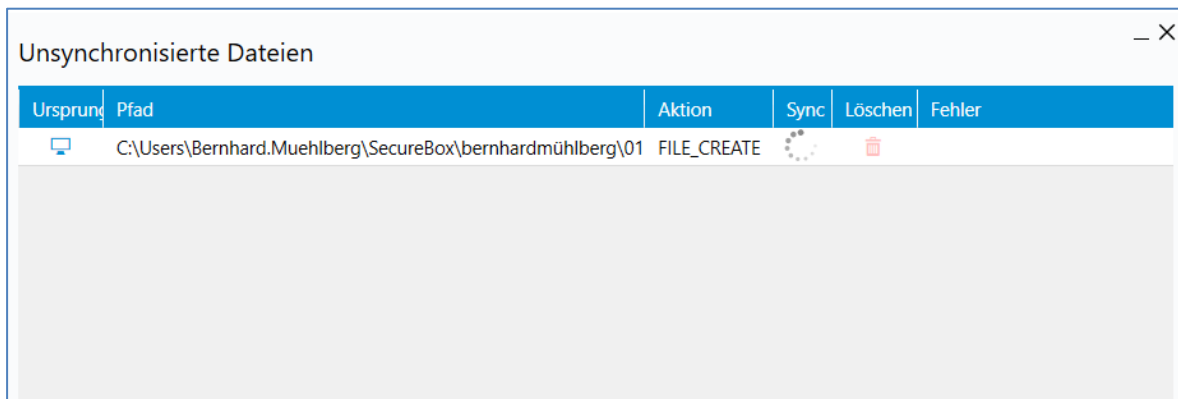 Unsynchronisierte Dateien
Ursprung Pfad Aktion Sync Löschen Fehler
C:\Users\Bernhard.Muehlberg\SecureBox\bernhardmühlberg\01 FILE_CREATE